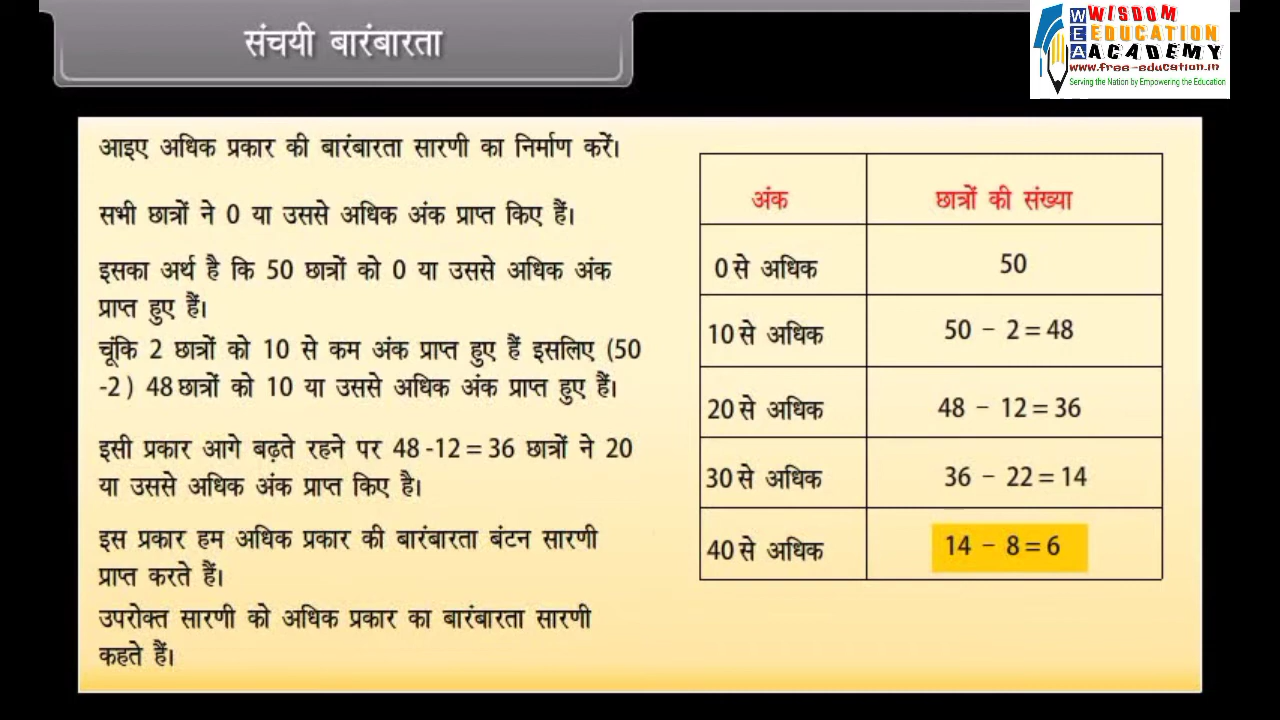 संचयी बारंबारता
WEA
WISDOM
EDUCATION
ACADEMY
www.free-education.in
Serving the Nation by Empowering the Education
आइए अधिक प्रकार की बारंबारता सारणी का निर्माण करें।
सभी छात्रों ने 0 या उससे अधिक अंक प्राप्त किए हैं।
इसका अर्थ है कि 50 छात्रों को 0 या उससे अधिक अंक
प्राप्त हुए हैं।
चूंकि 2 छात्रों को 10 से कम अंक प्राप्त हुए हैं इसलिए (50
-2 ) 48 छात्रों को 10 या उससे अधिक अंक प्राप्त हुए हैं।
इसी प्रकार आगे बढ़ते रहने पर 48 -12 = 36 छात्रों ने 20
या उससे अधिक अंक प्राप्त किए है।
इस प्रकार हम अधिक प्रकार की बारंबारता बंटन सारणी
प्राप्त करते हैं।
उपरोक्त सारणी को अधिक प्रकार का बारंबारता सारणी
कहते हैं।
अंक छात्रों की संख्या
0 से अधिक 50
10 से अधिक 50 − 2 = 48
20 से अधिक 48 − 12 = 36
30 से अधिक 36 − 22 = 14
40 से अधिक 14 − 8 = 6